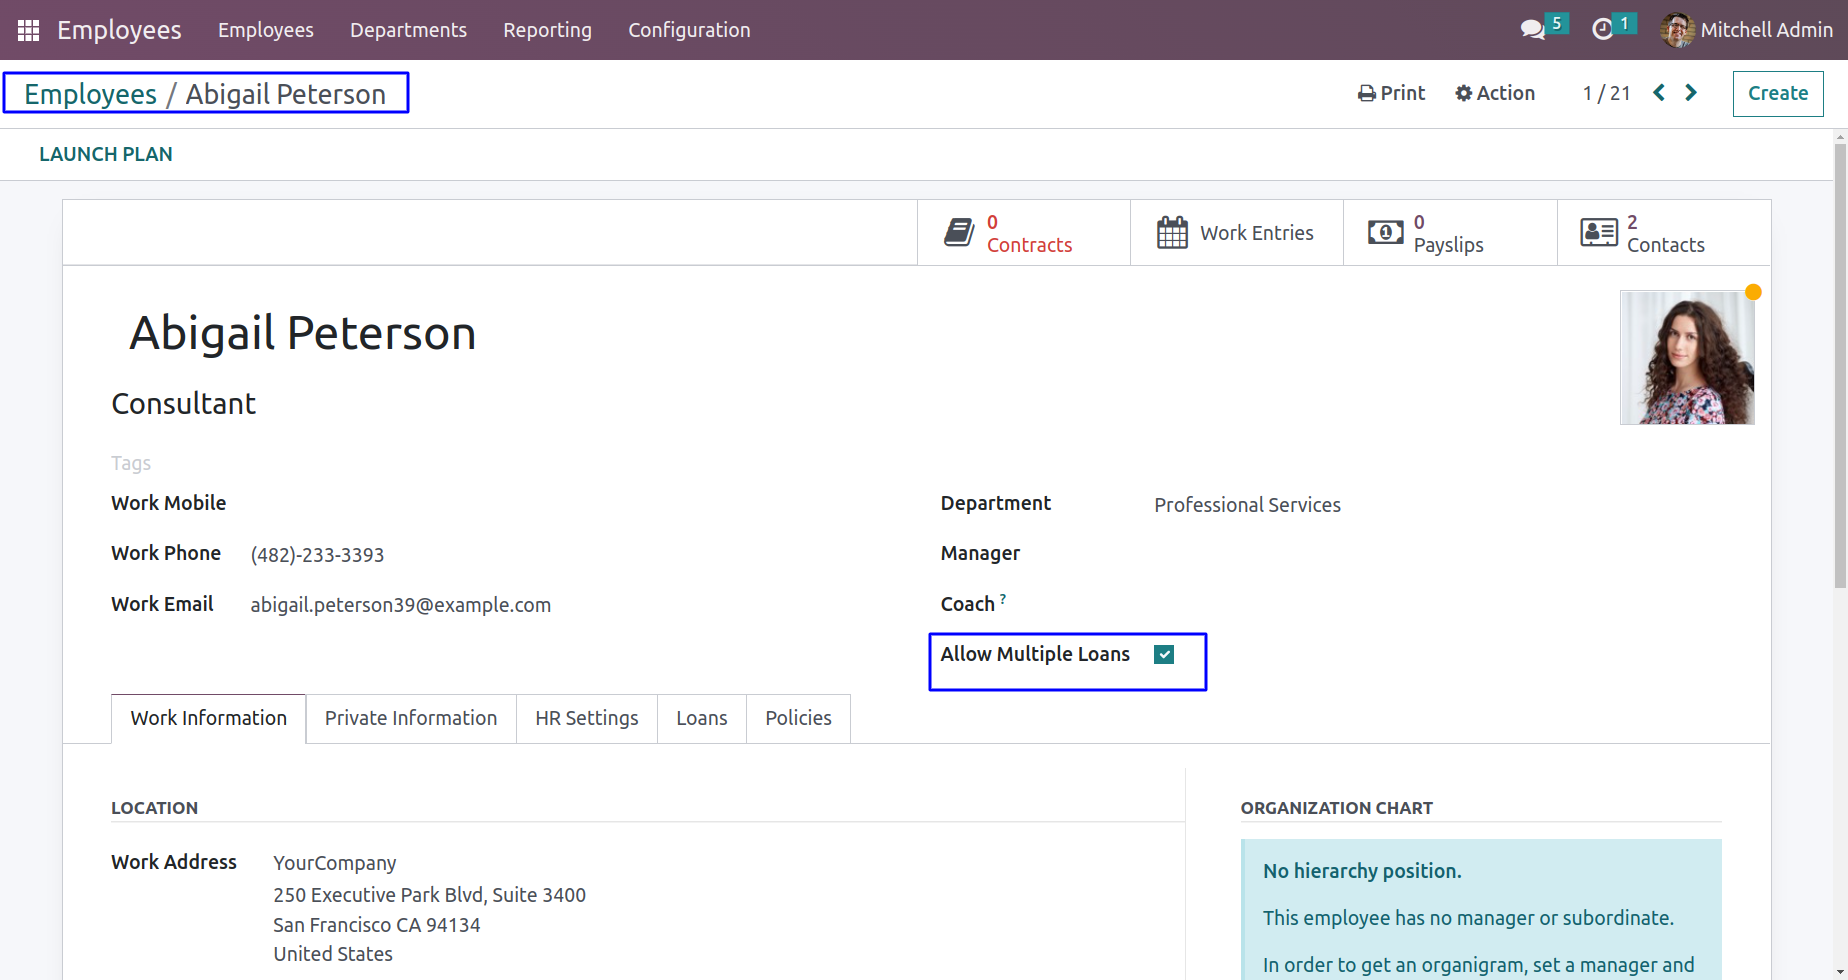 Employees Employees Departments Reporting Configuration 5 1 Mitchell Admin
Employees / Abigail Peterson Print Action 1 / 21 Create
LAUNCH PLAN
0
Contracts
Work Entries
0
Payslips
2
Contacts
Abigail Peterson
Consultant
Tags
Work Mobile
Work Phone (482)-233-3393
Work Email abigail.peterson39@example.com
Department Professional Services
Manager
Coach ?
Allow Multiple Loans
Work Information Private Information HR Settings Loans Policies
LOCATION
Work Address YourCompany
250 Executive Park Blvd, Suite 3400
San Francisco CA 94134
United States
ORGANIZATION CHART
No hierarchy position.
This employee has no manager or subordinate.
In order to get an organigram, set a manager and